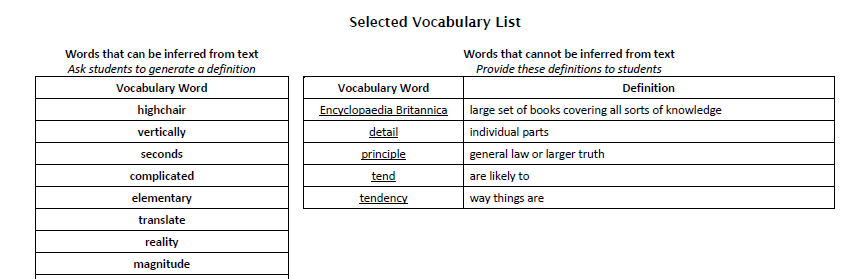 Selected Vocabulary List
Words that can be inferred from text
Ask students to generate a definition
Vocabulary Word
highchair
vertically
seconds
complicated
elementary
translate
reality
magnitude
Words that cannot be inferred from text
Provide these definitions to students
Vocabulary Word Definition
Encyclopaedia Britannica large set of books covering all sorts of knowledge
detail individual parts
principle general law or larger truth
tend are likely to
tendency way things are